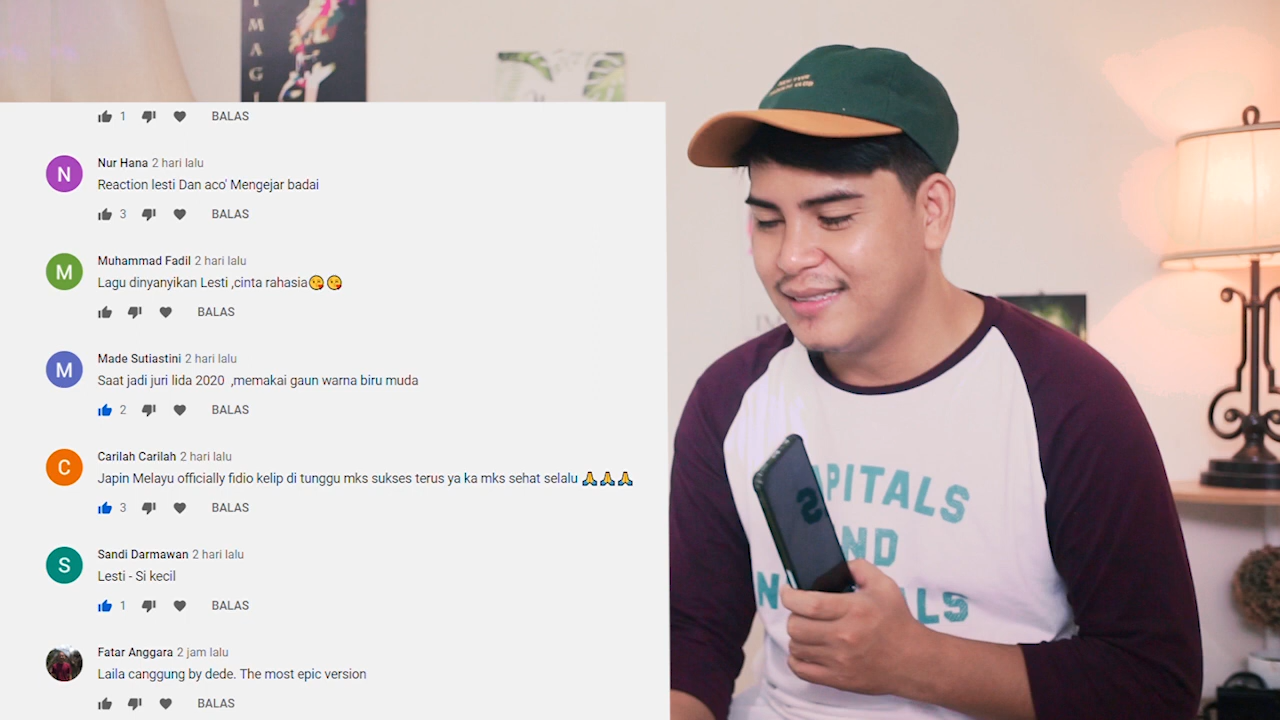 IMAGI
1 BALAS
Nur Hana 2 hari lalu
Reaction lesti Dan aco' Mengejar badai
3 BALAS
Muhammad Fadil 2 hari lalu
Lagu dinyanyikan Lesti ,cinta rahasia😘😘
BALAS
Made Sutiastini 2 hari lalu
Saat jadi juri lida 2020 ,memakai gaun warna biru muda
2 BALAS
Carilah Carilah 2 hari lalu
Japin Melayu officially fidio kelip di tunggu mks sukses terus ya ka mks sehat selalu 🙏🙏🙏
3 BALAS
Sandi Darmawan 2 hari lalu
Lesti - Si kecil
1 BALAS
Fatar Anggara 2 jam lalu
Laila canggung by dede. The most epic version
BALAS
N
M
M
C
S